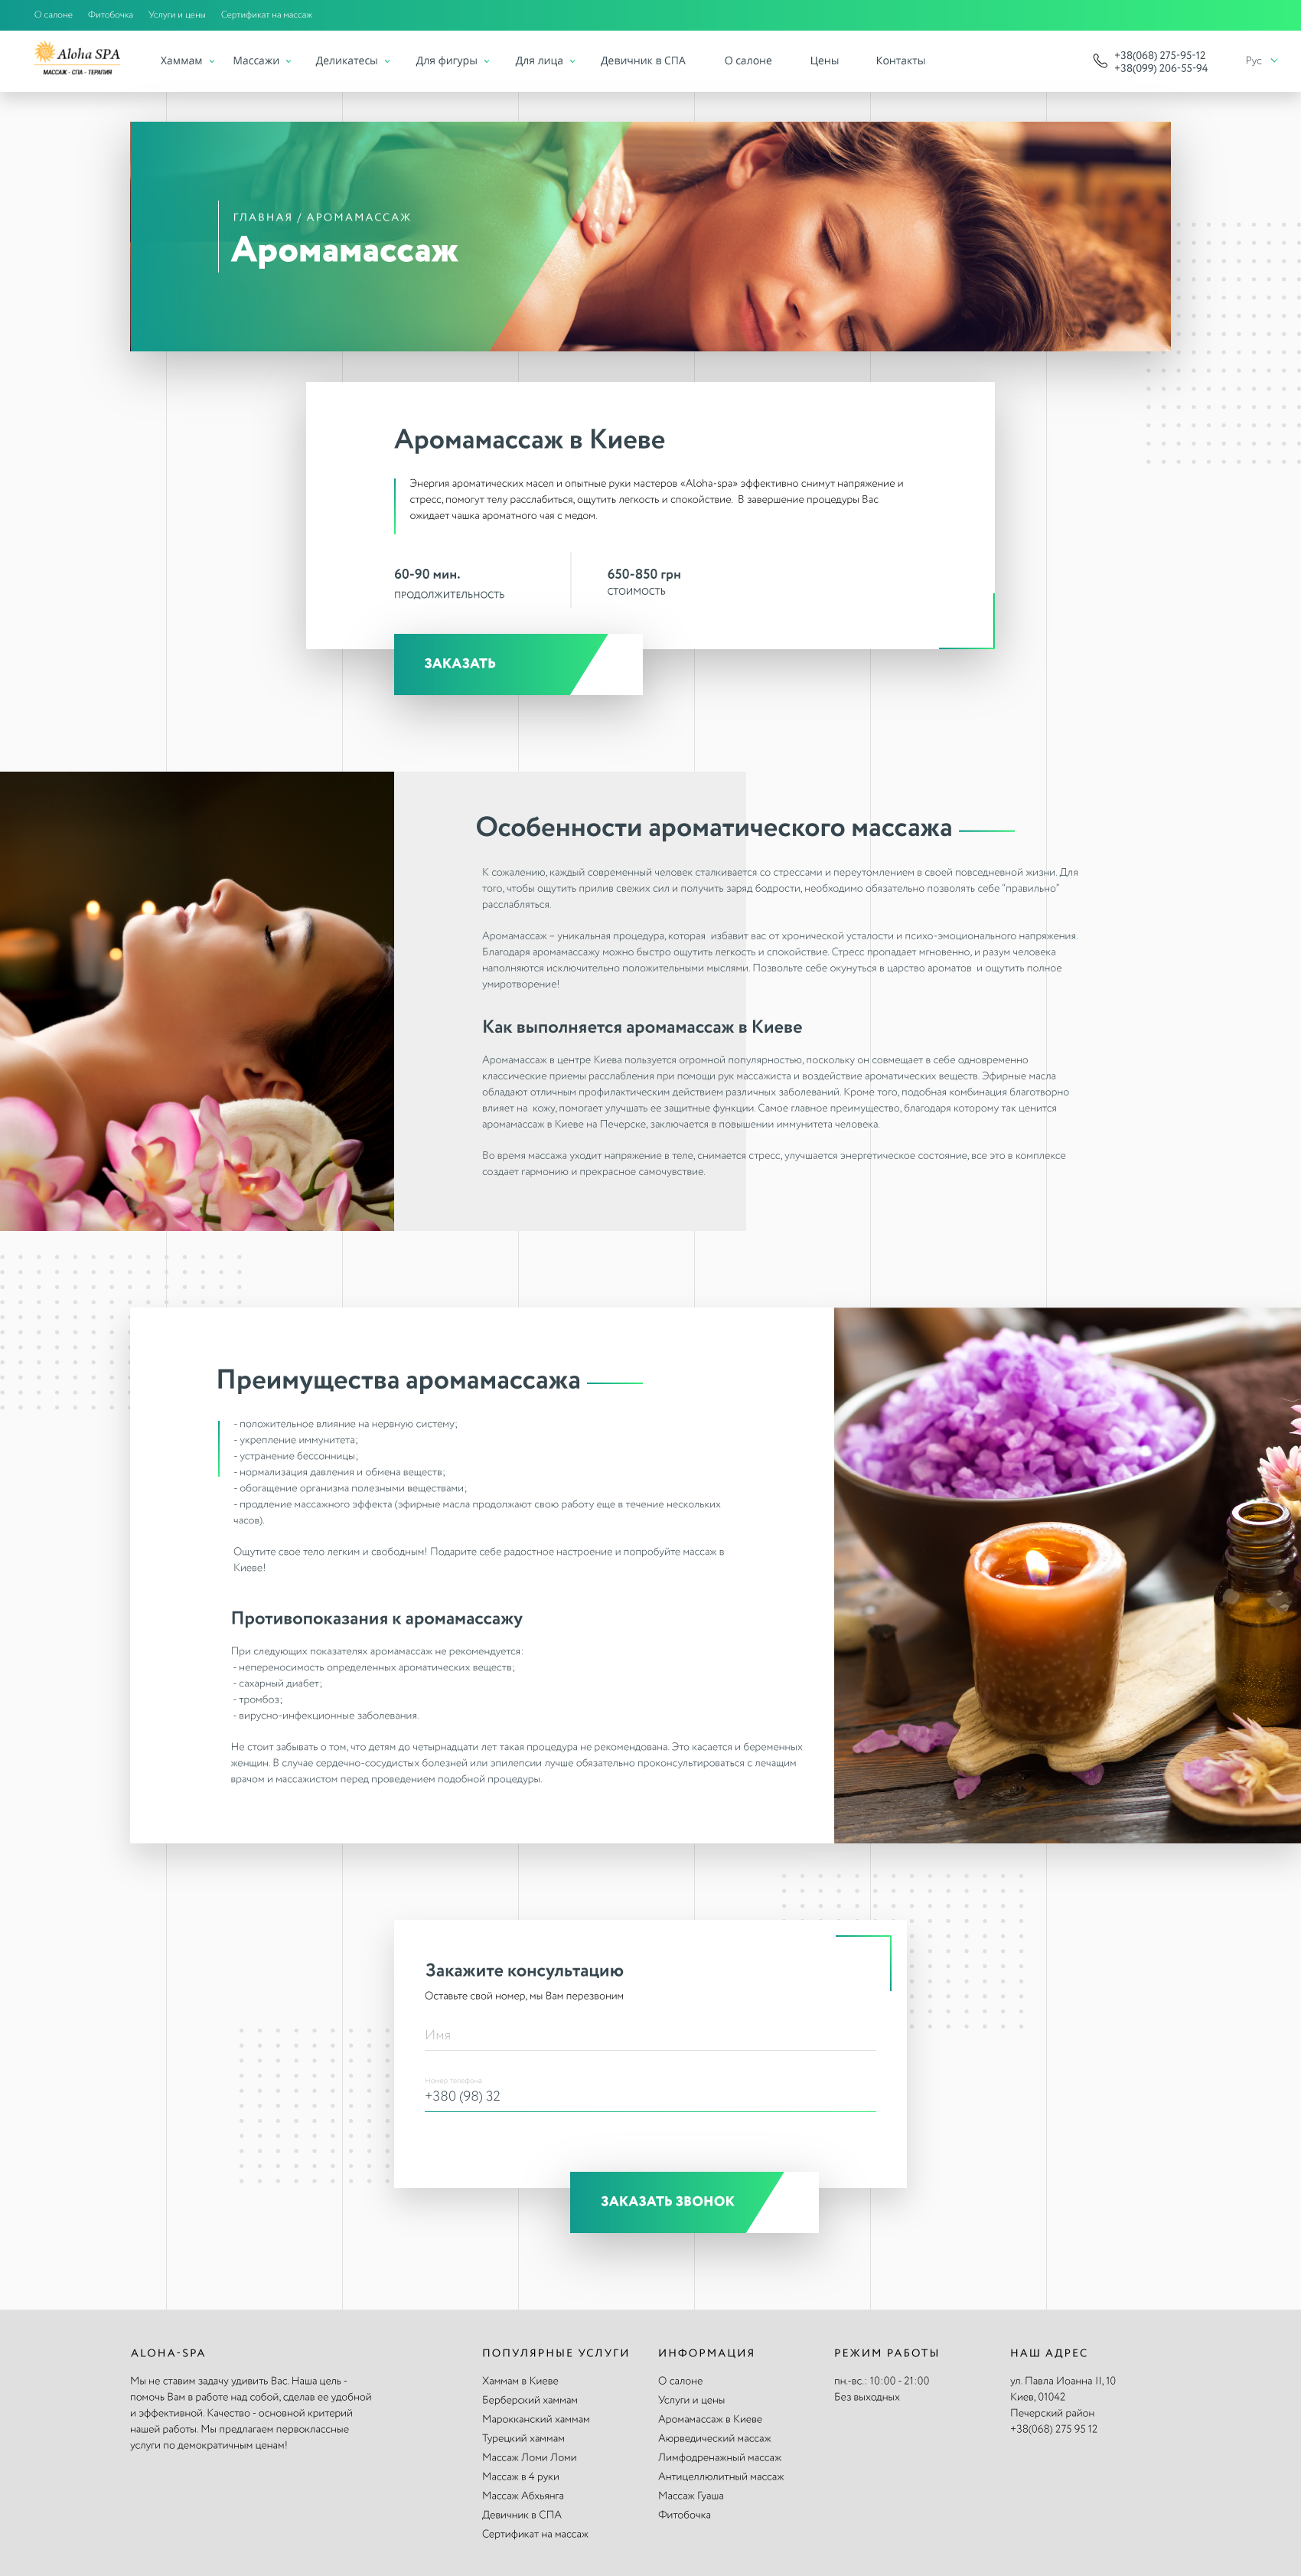 О салоне Фитобочка Услуги и цены Сертификат на массаж
Aloha SPA
МАССАЖ - СПА - ТЕРАПИЯ
Хаммам Массажи Деликатесы Для фигуры Для лица Девичник в СПА О салоне Цены Контакты
+38(068) 275-95-12
+38(099) 206-55-94
Рус
ГЛАВНАЯ / АРОМАМАССАЖ
Аромамассаж
Аромамассаж в Киеве
Энергия ароматических масел и опытные руки мастеров «Aloha-spa» эффективно снимут напряжение и
стресс, помогут телу расслабиться, ощутить легкость и спокойствие. В завершение процедуры Вас
ожидает чашка ароматного чая с медом.
60-90 мин.
ПРОДОЛЖИТЕЛЬНОСТЬ
650-850 грн
СТОИМОСТЬ
ЗАКАЗАТЬ
Особенности ароматического массажа
К сожалению, каждый современный человек сталкивается со стрессами и переутомлением в своей повседневной жизни. Для
того, чтобы ощутить прилив свежих сил и получить заряд бодрости, необходимо обязательно позволять себе "правильно"
расслабляться.
Аромамассаж – уникальная процедура, которая избавит вас от хронической усталости и психо-эмоционального напряжения.
Благодаря аромамассажу можно быстро ощутить легкость и спокойствие. Стресс пропадает мгновенно, и разум человека
наполняются исключительно положительными мыслями. Позвольте себе окунуться в царство ароматов и ощутить полное
умиротворение!
Как выполняется аромамассаж в Киеве
Аромамассаж в центре Киева пользуется огромной популярностью, поскольку он совмещает в себе одновременно
классические приемы расслабления при помощи рук массажиста и воздействие ароматических веществ. Эфирные масла
обладают отличным профилактическим действием различных заболеваний. Кроме того, подобная комбинация благотворно
влияет на кожу, помогает улучшать ее защитные функции. Самое главное преимущество, благодаря которому так ценится
аромамассаж в Киеве на Печерске, заключается в повышении иммунитета человека.
Во время массажа уходит напряжение в теле, снимается стресс, улучшается энергетическое состояние, все это в комплексе
создает гармонию и прекрасное самочувствие.
Преимущества аромамассажа
- положительное влияние на нервную систему;
- укрепление иммунитета;
- устранение бессонницы;
- нормализация давления и обмена веществ;
- обогащение организма полезными веществами;
- продление массажного эффекта (эфирные масла продолжают свою работу еще в течение нескольких
часов).
Ощутите свое тело легким и свободным! Подарите себе радостное настроение и попробуйте массаж в
Киеве!
Противопоказания к аромамассажу
При следующих показателях аромамассаж не рекомендуется:
- непереносимость определенных ароматических веществ;
- сахарный диабет;
- тромбоз;
- вирусно-инфекционные заболевания.
Не стоит забывать о том, что детям до четырнадцати лет такая процедура не рекомендована. Это касается и беременных
женщин. В случае сердечно-сосудистых болезней или эпилепсии лучше обязательно проконсультироваться с лечащим
врачом и массажистом перед проведением подобной процедуры.
Закажите консультацию
Оставьте свой номер, мы Вам перезвоним
Имя
Номер телефона
+380 (98) 32
ЗАКАЗАТЬ ЗВОНОК
ALOHA-SPA
Мы не ставим задачу удивить Вас. Наша цель -
помочь Вам в работе над собой, сделав ее удобной
и эффективной. Качество - основной критерий
нашей работы. Мы предлагаем первоклассные
услуги по демократичным ценам!
ПОПУЛЯРНЫЕ УСЛУГИ
Хаммам в Киеве
Берберский хаммам
Марокканский хаммам
Турецкий хаммам
Массаж Ломи Ломи
Массаж в 4 руки
Массаж Абхьянга
Девичник в СПА
Сертификат на массаж
ИНФОРМАЦИЯ
О салоне
Услуги и цены
Аромамассаж в Киеве
Аюрведический массаж
Лимфодренажный массаж
Антицеллюлитный массаж
Массаж Гуаша
Фитобочка
РЕЖИМ РАБОТЫ
пн.-вс.: 10:00 - 21:00
Без выходных
НАШ АДРЕС
ул. Павла Иоанна II, 10
Киев, 01042
Печерский район
+38(068) 275 95 12